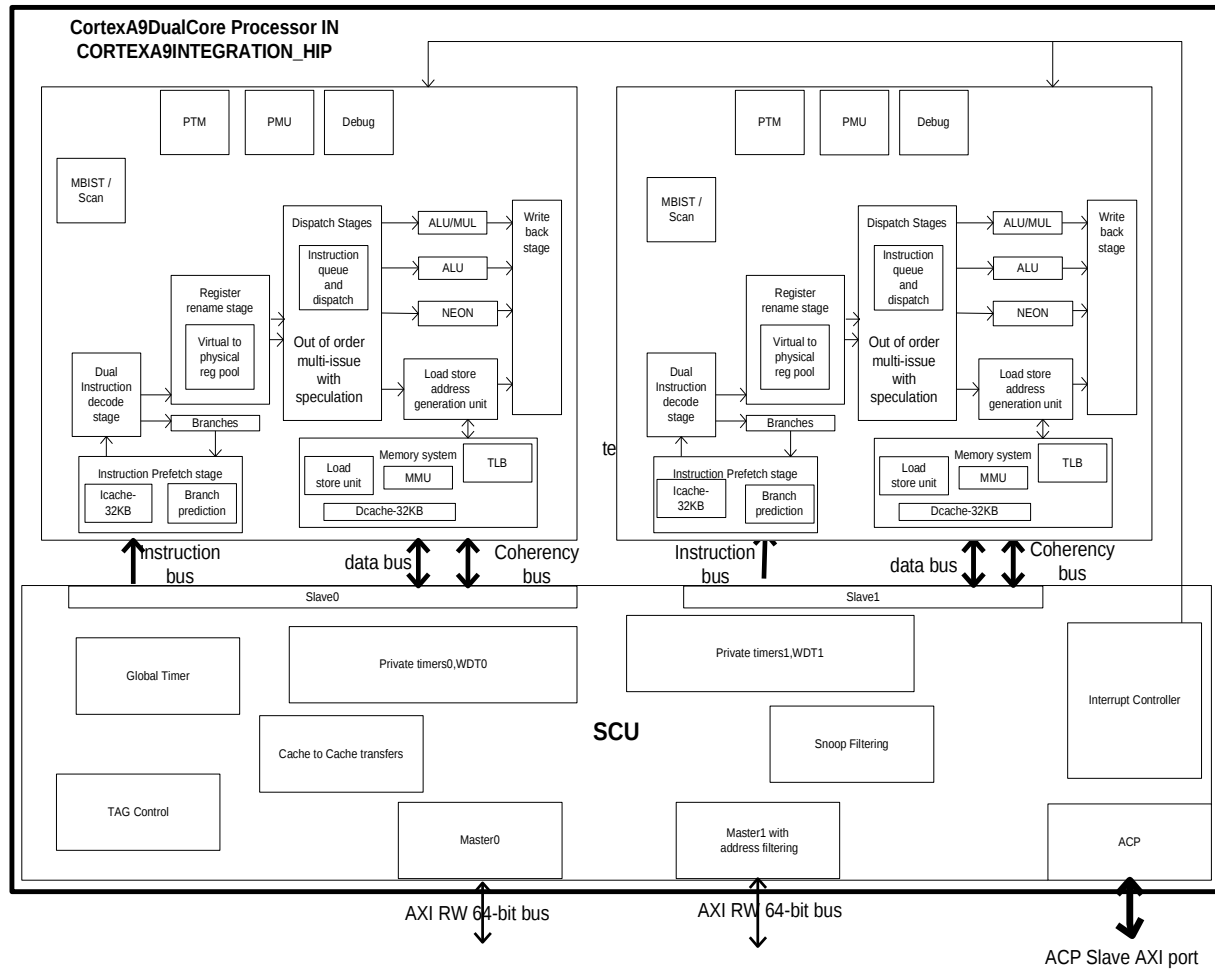 CortexA9DualCore Processor IN
CORTEXA9INTEGRATION_HIP
PTM
PMU
Debug
MBIST /
Scan
Dispatch Stages
Instruction
queue
and
dispatch
Out of order
multi-issue
with
speculation
ALU/MUL
ALU
NEON
Load store
address
generation unit
Write
back
stage
Register
rename stage
Virtual to
physical
reg pool
Dual
Instruction
decode
stage
Branches
Instruction Prefetch stage
Icache-
32KB
Branch
prediction
Memory system
Load
store unit
MMU
TLB
Dcache-32KB
te
PTM
PMU
Debug
MBIST /
Scan
Dispatch Stages
Instruction
queue
and
dispatch
Out of order
multi-issue
with
speculation
ALU/MUL
ALU
NEON
Load store
address
generation unit
Write
back
stage
Register
rename stage
Virtual to
physical
reg pool
Dual
Instruction
decode
stage
Branches
Instruction Prefetch stage
Icache-
32KB
Branch
prediction
Memory system
Load
store unit
MMU
TLB
Dcache-32KB
Instruction
bus
data bus
Coherency
bus
Instruction
bus
data bus
Coherency
bus
Slave0
Slave1
Global Timer
Private timers0,WDT0
Private timers1,WDT1
Interrupt Controller
SCU
Cache to Cache transfers
Snoop Filtering
TAG Control
Master0
Master1 with
address filtering
ACP
AXI RW 64-bit bus
AXI RW 64-bit bus
ACP Slave AXI port